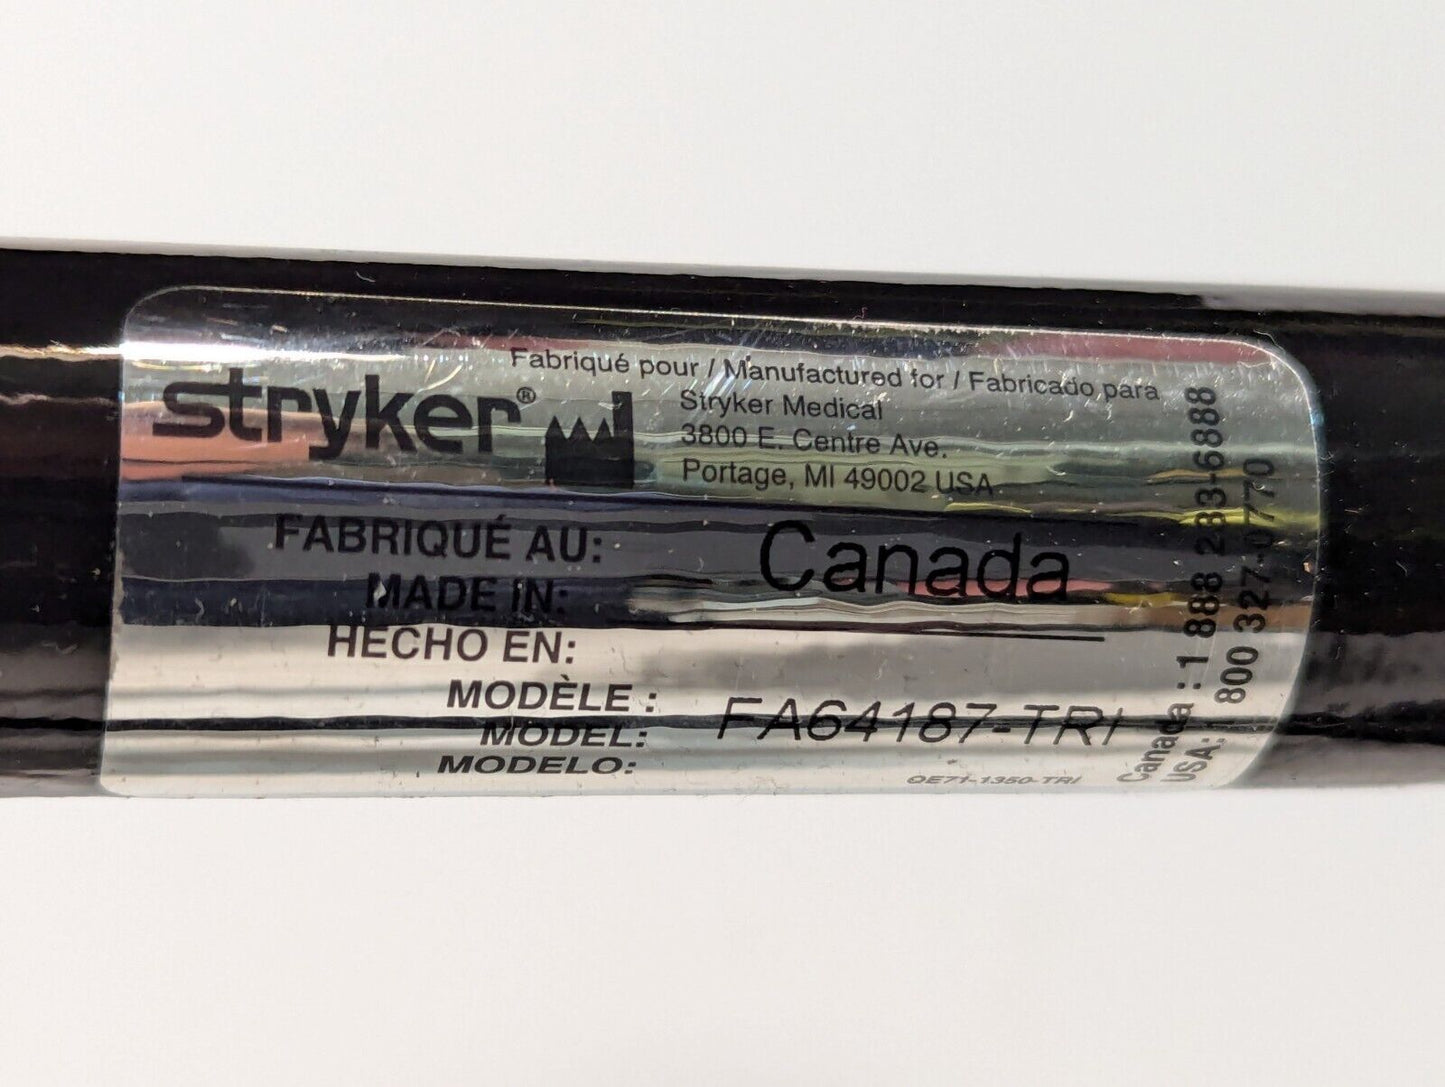 Fabriqué pour / Manufactured for / Fabricado para
stryker®
Stryker Medical
3800 E. Centre Ave.
Portage, MI 49002 USA
FABRIQUÉ AU:
MADE IN:
HECHO EN:
Canada
MODÈLE :
MODEL:
MODELO:
FA64187-TRI
OE71-1350-TRI
Canada : 1 888 233-6888
USA: 800 327-0770